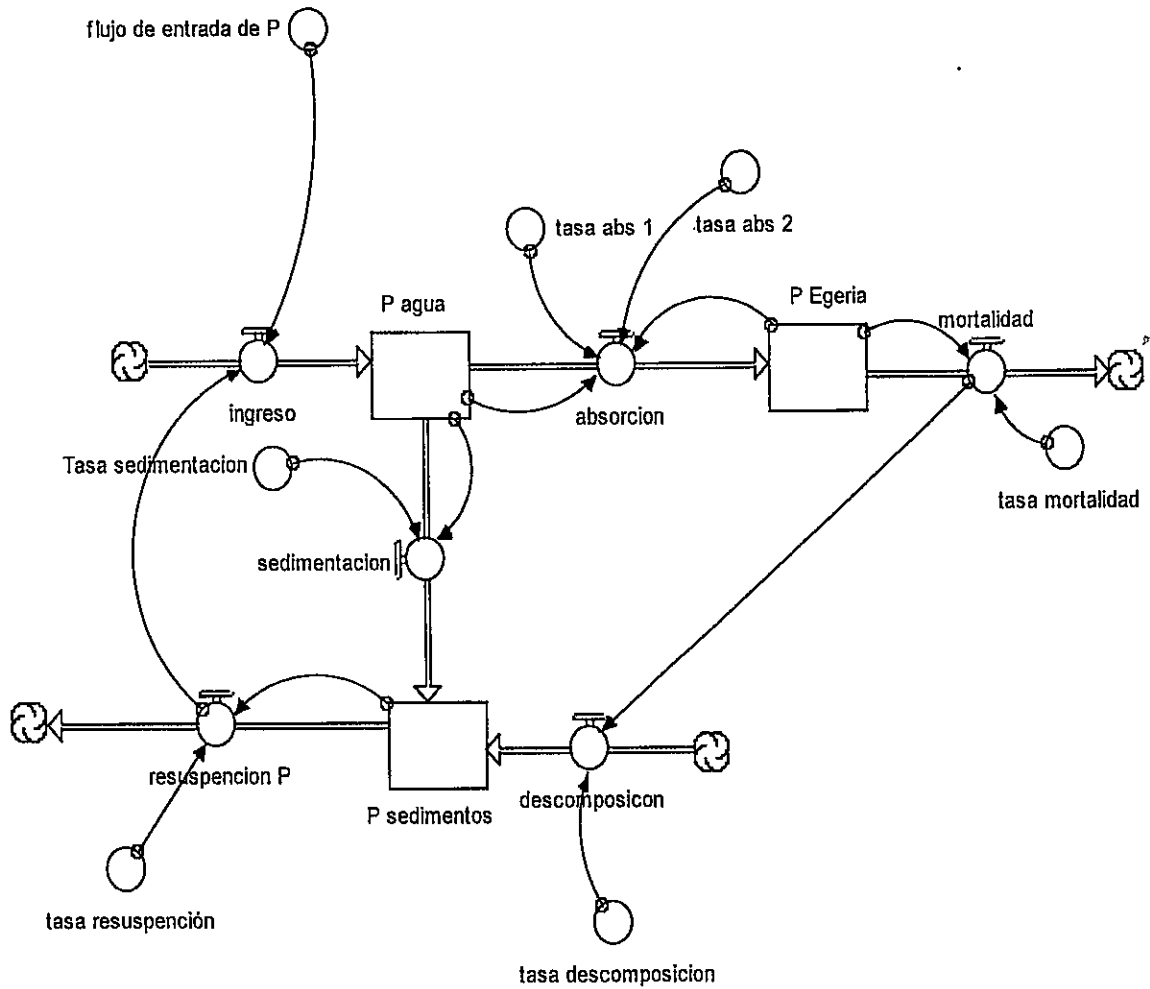 flujo de entrada de P
tasa abs 1
tasa abs 2
P agua
P Egeria
mortalidad
ingreso
absorcion
Tasa sedimentacion
tasa mortalidad
sedimentacion
resuspencion P
P sedimentos
descomposicon
tasa resuspención
tasa descomposicion